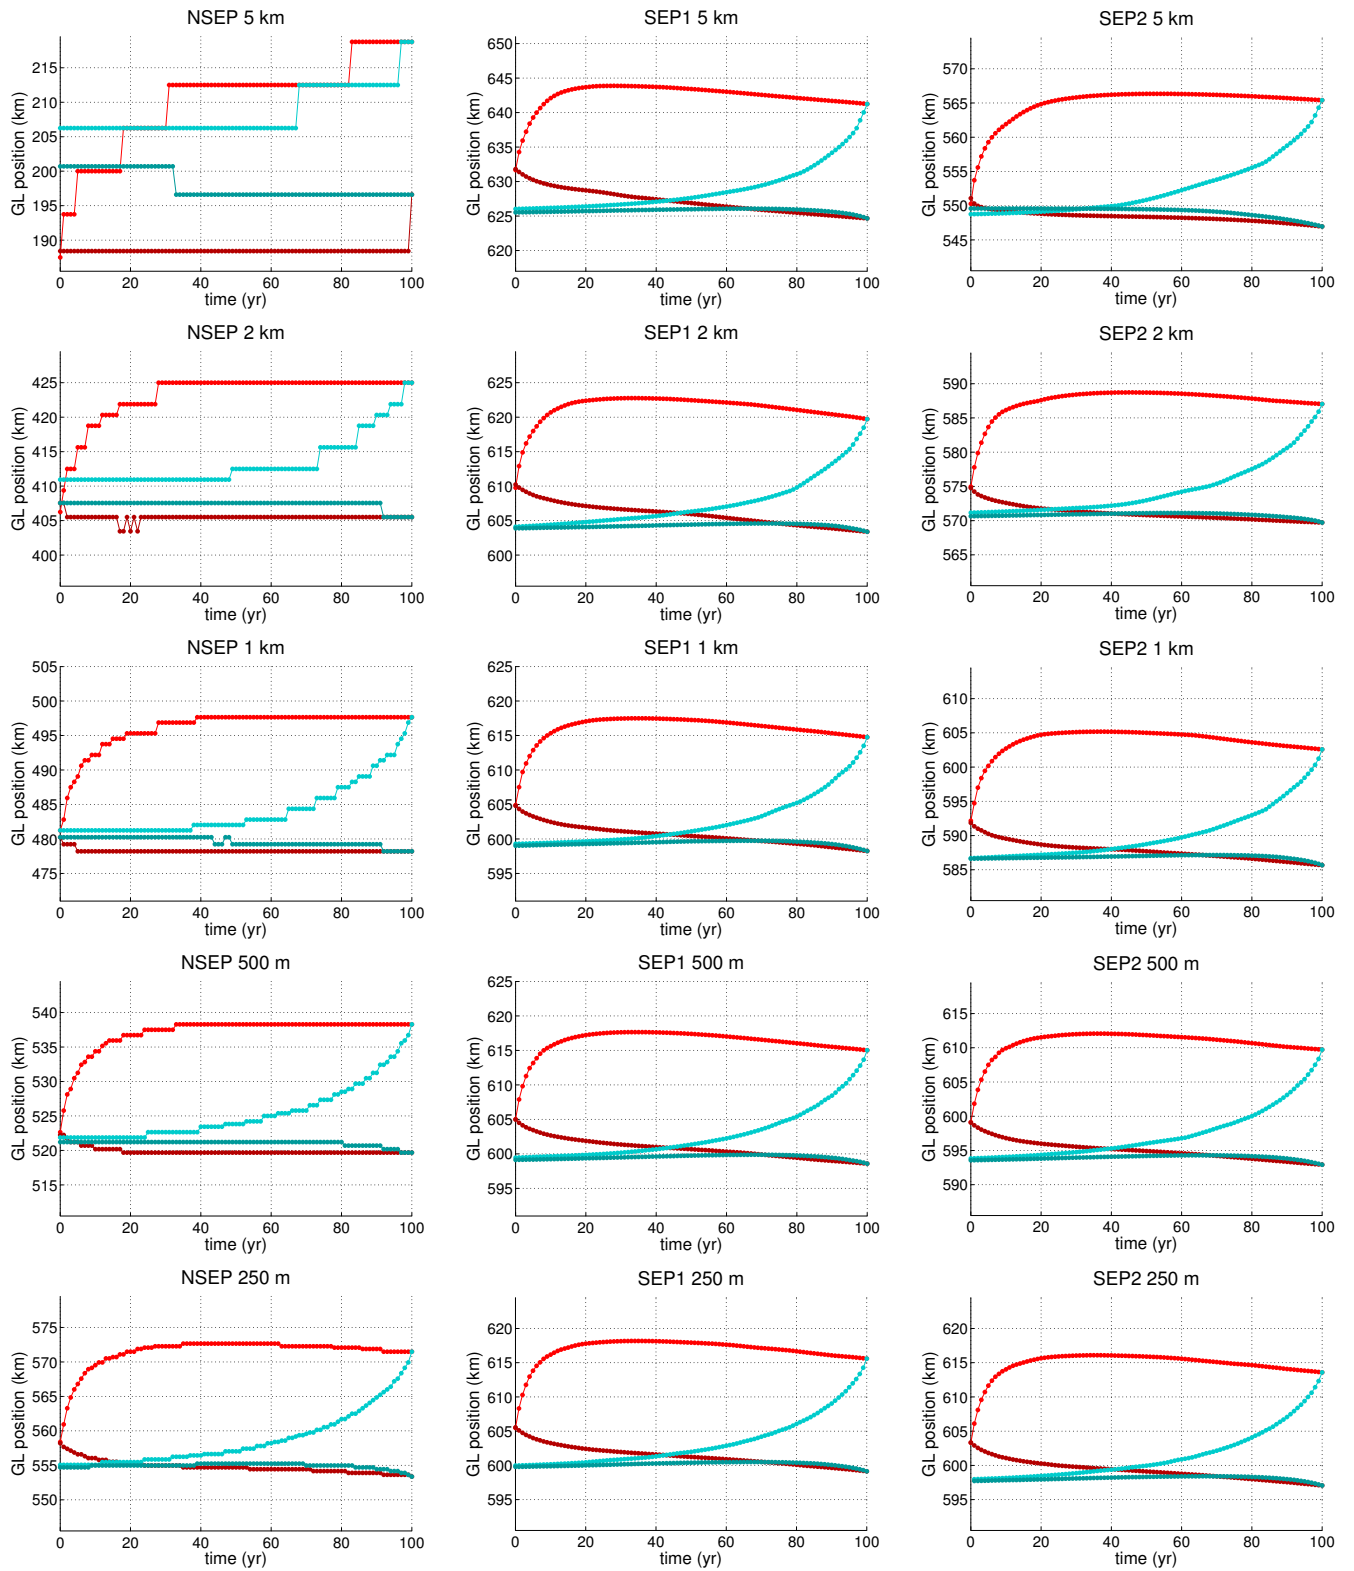 NSEP 5 km
GL position (km)
215
210
205
200
195
190
0 20 40 60 80 100
time (yr)
SEP1 5 km
GL position (km)
650
645
640
635
630
625
620
0 20 40 60 80 100
time (yr)
SEP2 5 km
GL position (km)
570
565
560
555
550
545
0 20 40 60 80 100
time (yr)
NSEP 2 km
GL position (km)
425
420
415
410
405
400
0 20 40 60 80 100
time (yr)
SEP1 2 km
GL position (km)
625
620
615
610
605
600
0 20 40 60 80 100
time (yr)
SEP2 2 km
GL position (km)
590
585
580
575
570
565
0 20 40 60 80 100
time (yr)
NSEP 1 km
GL position (km)
505
500
495
490
485
480
475
0 20 40 60 80 100
time (yr)
SEP1 1 km
GL position (km)
625
620
615
610
605
600
595
0 20 40 60 80 100
time (yr)
SEP2 1 km
GL position (km)
610
605
600
595
590
585
0 20 40 60 80 100
time (yr)
NSEP 500 m
GL position (km)
540
535
530
525
520
515
0 20 40 60 80 100
time (yr)
SEP1 500 m
GL position (km)
625
620
615
610
605
600
595
0 20 40 60 80 100
time (yr)
SEP2 500 m
GL position (km)
615
610
605
600
595
590
0 20 40 60 80 100
time (yr)
NSEP 250 m
GL position (km)
575
570
565
560
555
550
0 20 40 60 80 100
time (yr)
SEP1 250 m
GL position (km)
620
615
610
605
600
595
0 20 40 60 80 100
time (yr)
SEP2 250 m
GL position (km)
620
615
610
605
600
595
0 20 40 60 80 100
time (yr)